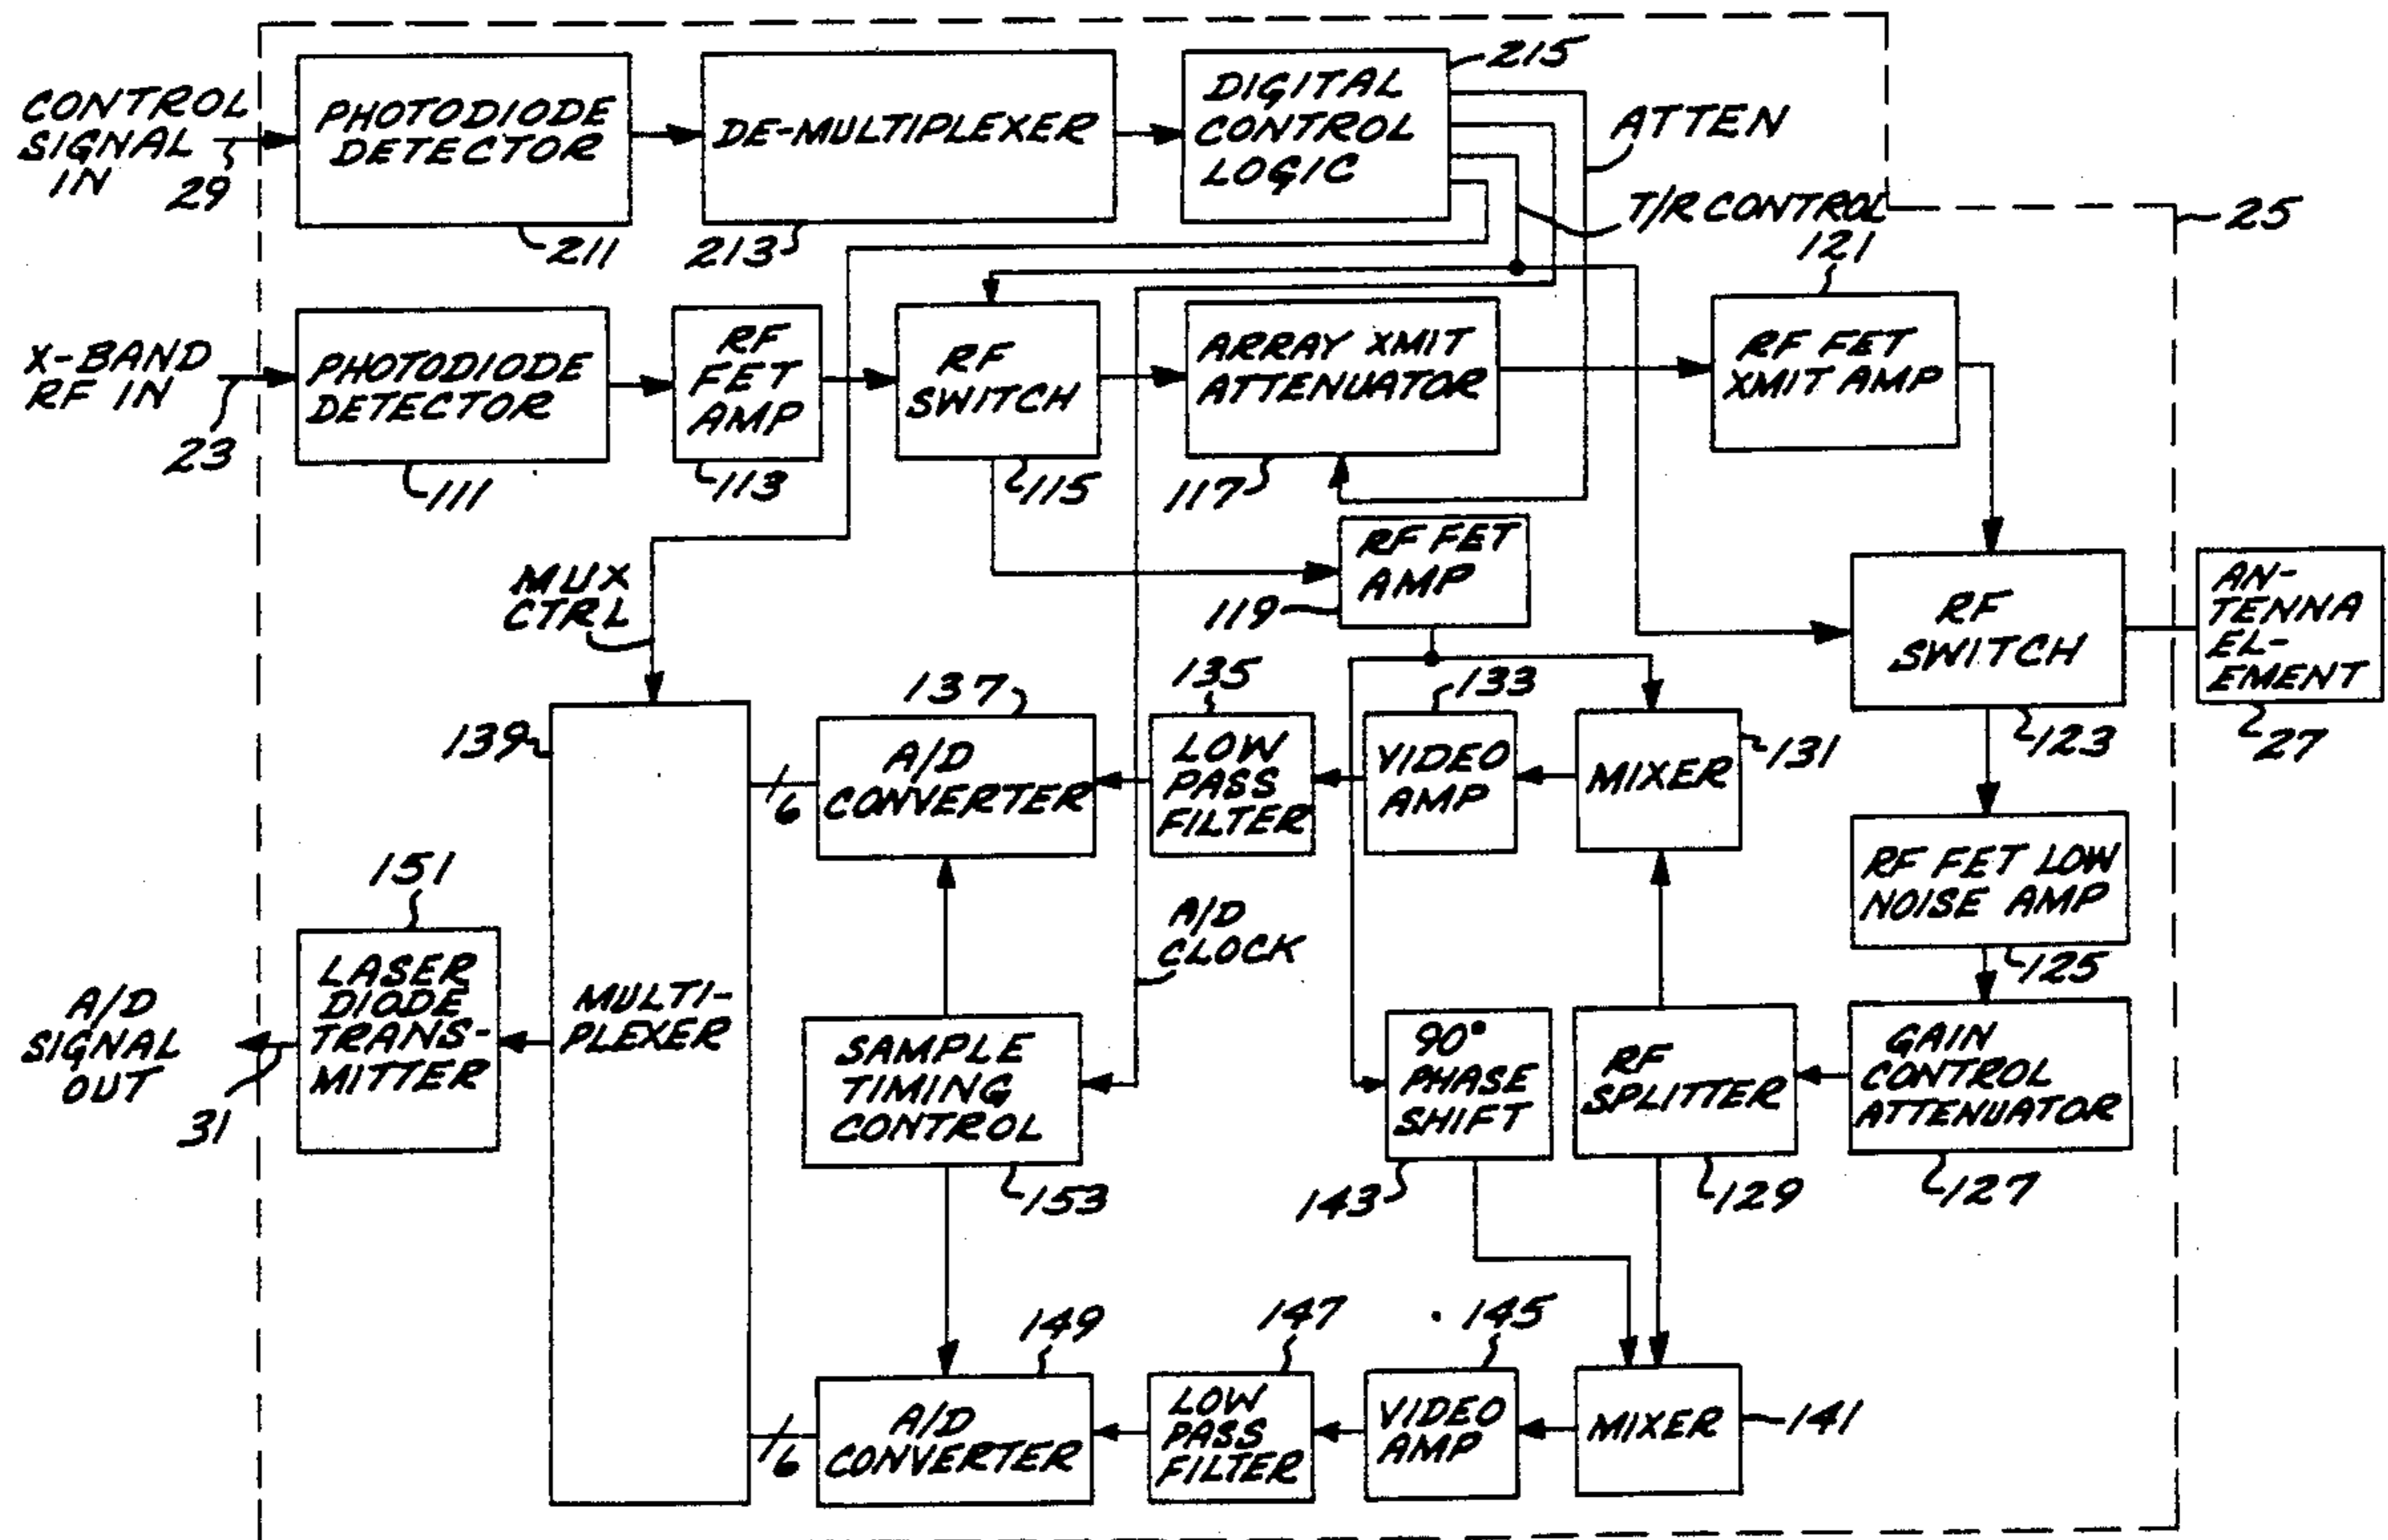 CONTROL
SIGNAL
IN
29
PHOTODIODE
DETECTOR
211
DE-MULTIPLEXER
213
DIGITAL
CONTROL
LOGIC
215
ATTEN
T/R CONTROL
25
X-BAND
RF IN
23
PHOTODIODE
DETECTOR
111
RF
FET
AMP
113
RF
SWITCH
115
ARRAY XMIT
ATTENUATOR
117
121
RF FET
XMIT AMP
RF FET
AMP
119
MUX
CTRL
RF
SWITCH
123
AN-
TENNA
EL-
EMENT
27
139
MULTI-
PLEXER
137
A/D
CONVERTER
6
135
LOW
PASS
FILTER
133
VIDEO
AMP
MIXER
131
RF FET LOW
NOISE AMP
125
151
LASER
DIODE
TRANS-
MITTER
A/D
SIGNAL
OUT
31
SAMPLE
TIMING
CONTROL
153
A/D
CLOCK
90°
PHASE
SHIFT
143
RF
SPLITTER
129
GAIN
CONTROL
ATTENUATOR
127
149
A/D
CONVERTER
6
147
LOW
PASS
FILTER
145
VIDEO
AMP
MIXER
141